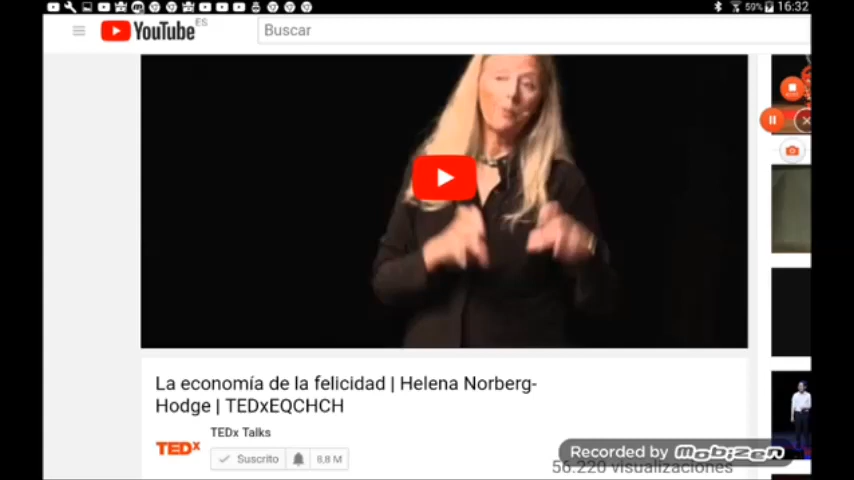 59% 16:32
YouTube ES
Buscar
La economía de la felicidad | Helena Norberg-
Hodge | TEDxEQCHCH
TEDx Talks
TEDx
Suscrito 8,8 M
Recorded by Mobizen
56.220 visualizaciones